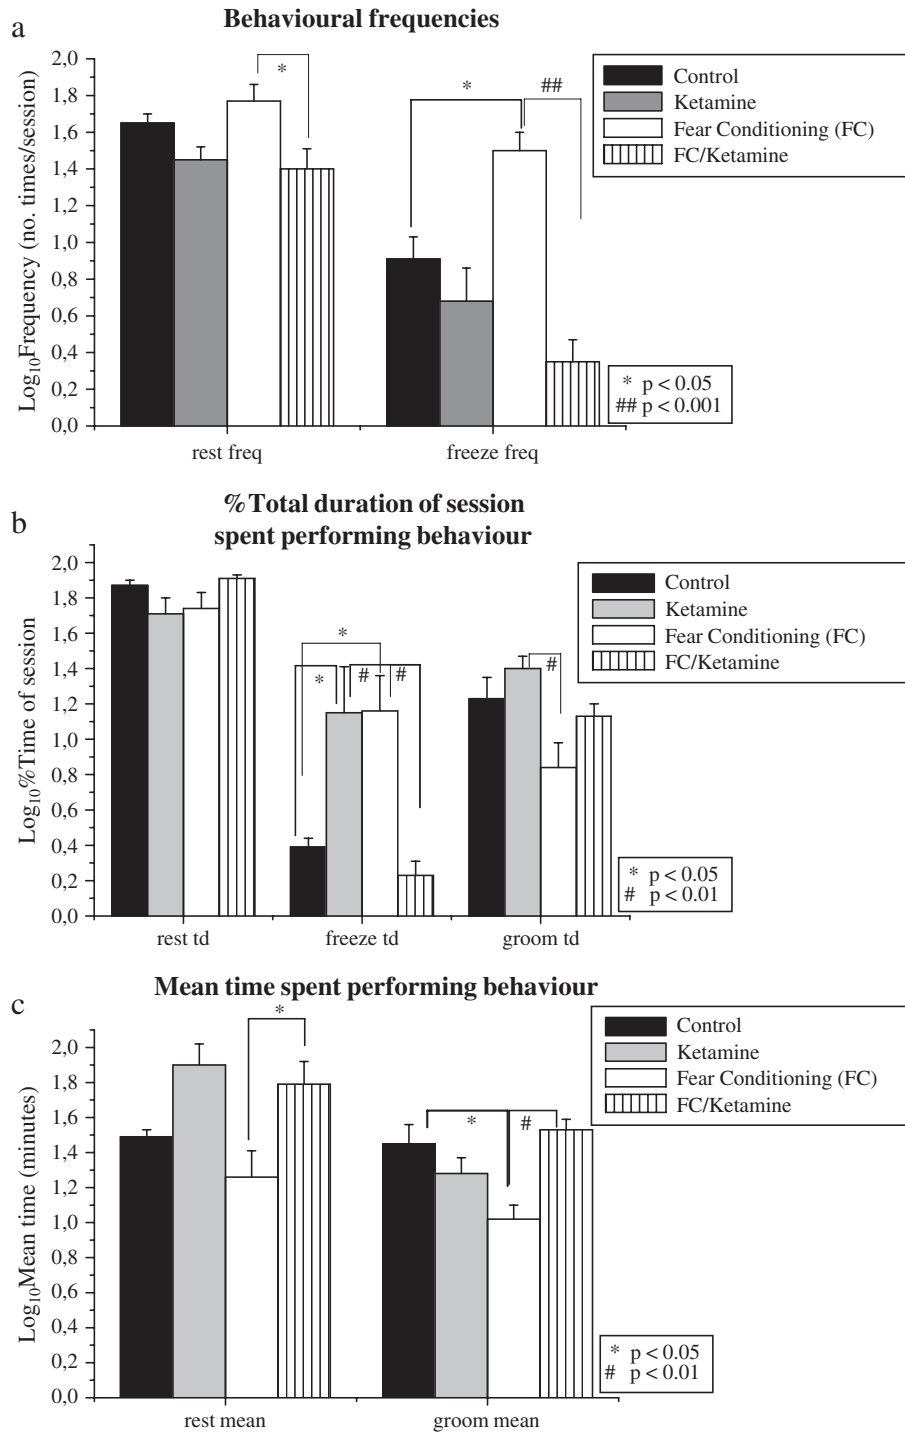 a
Behavioural frequencies
Log10Frequency (no. times/session)
2,0
1,8
1,6
1,4
1,2
1,0
0,8
0,6
0,4
0,2
0,0
*
*
##
Control
Ketamine
Fear Conditioning (FC)
FC/Ketamine
* p < 0.05
## p < 0.001
rest freq
freeze freq
b
% Total duration of session
spent performing behaviour
Log10%Time of session
2,0
1,8
1,6
1,4
1,2
1,0
0,8
0,6
0,4
0,2
0,0
*
*
#
#
#
Control
Ketamine
Fear Conditioning (FC)
FC/Ketamine
* p < 0.05
# p < 0.01
rest td
freeze td
groom td
c
Mean time spent performing behaviour
Log10Mean time (minutes)
2,0
1,8
1,6
1,4
1,2
1,0
0,8
0,6
0,4
0,2
0,0
*
*
#
Control
Ketamine
Fear Conditioning (FC)
FC/Ketamine
* p < 0.05
# p < 0.01
rest mean
groom mean